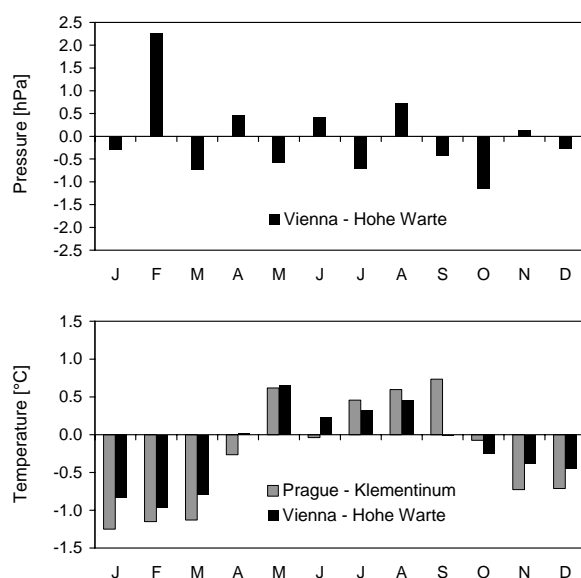 Pressure [hPa]
2.5
2.0
1.5
1.0
0.5
0.0
-0.5
-1.0
-1.5
-2.0
-2.5
Vienna - Hohe Warte
J F M A M J J A S O N D
Temperature [°C]
1.5
1.0
0.5
0.0
-0.5
-1.0
-1.5
Prague - Klementinum
Vienna - Hohe Warte
J F M A M J J A S O N D